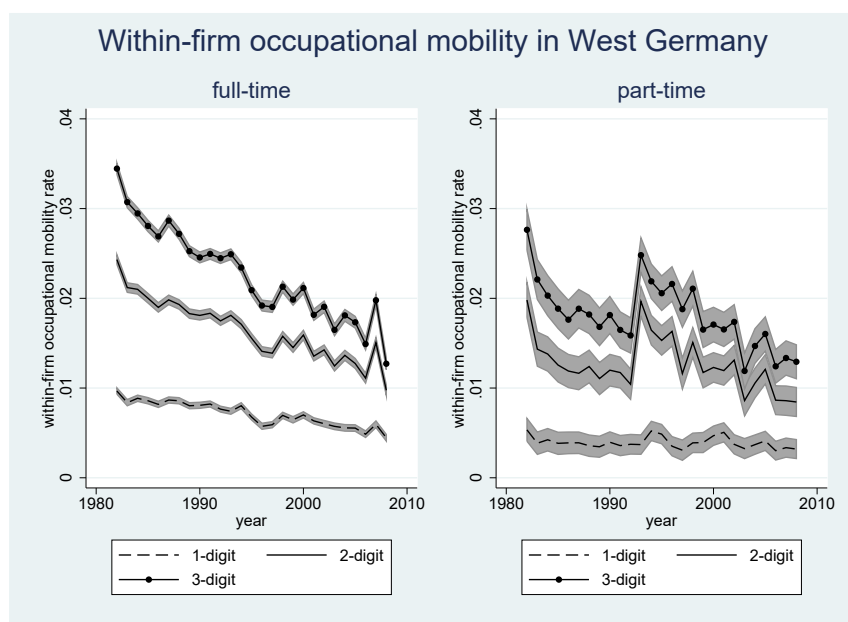 Within-firm occupational mobility in West Germany
full-time
within-firm occupational mobility rate
.04
.03
.02
.01
0
1980
1990
2000
2010
year
1-digit
2-digit
3-digit
part-time
within-firm occupational mobility rate
.04
.03
.02
.01
0
1980
1990
2000
2010
year
1-digit
2-digit
3-digit